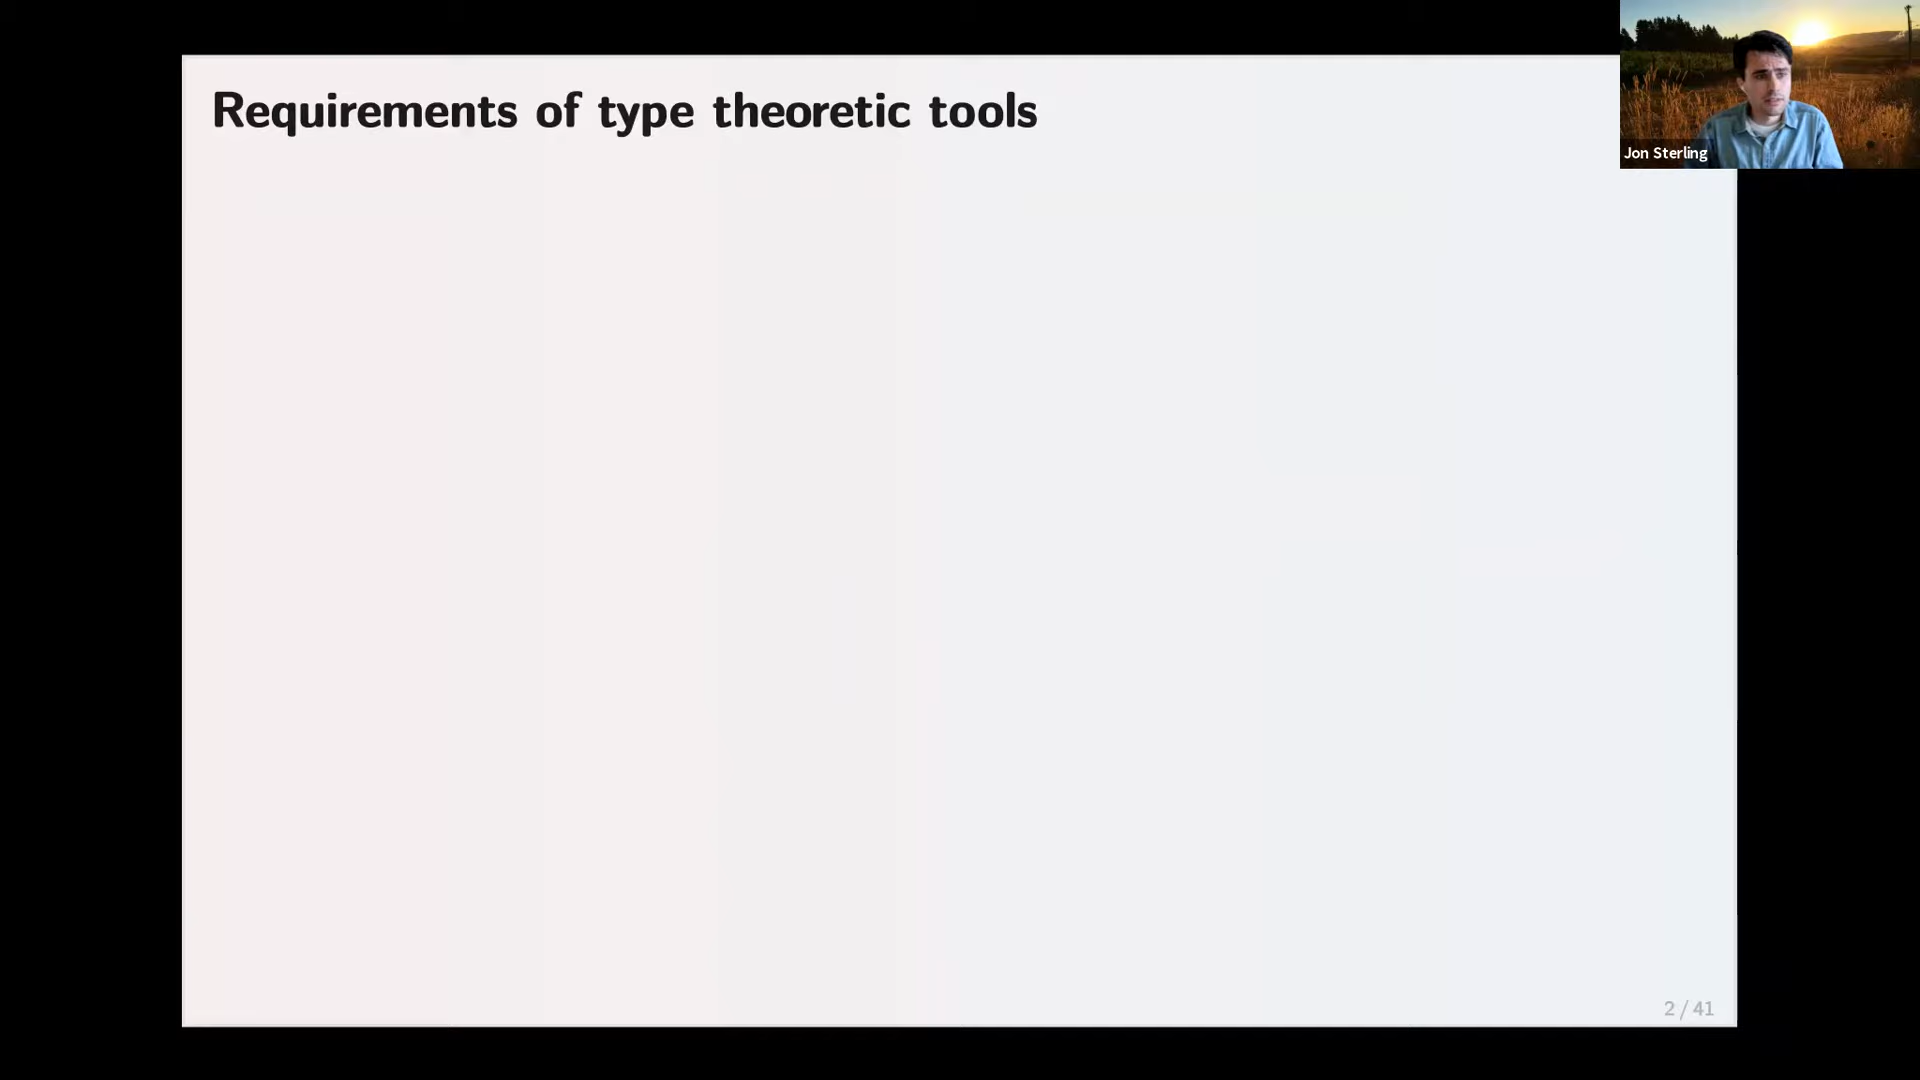 Requirements of type theoretic tools
Jon Sterling
2 / 41